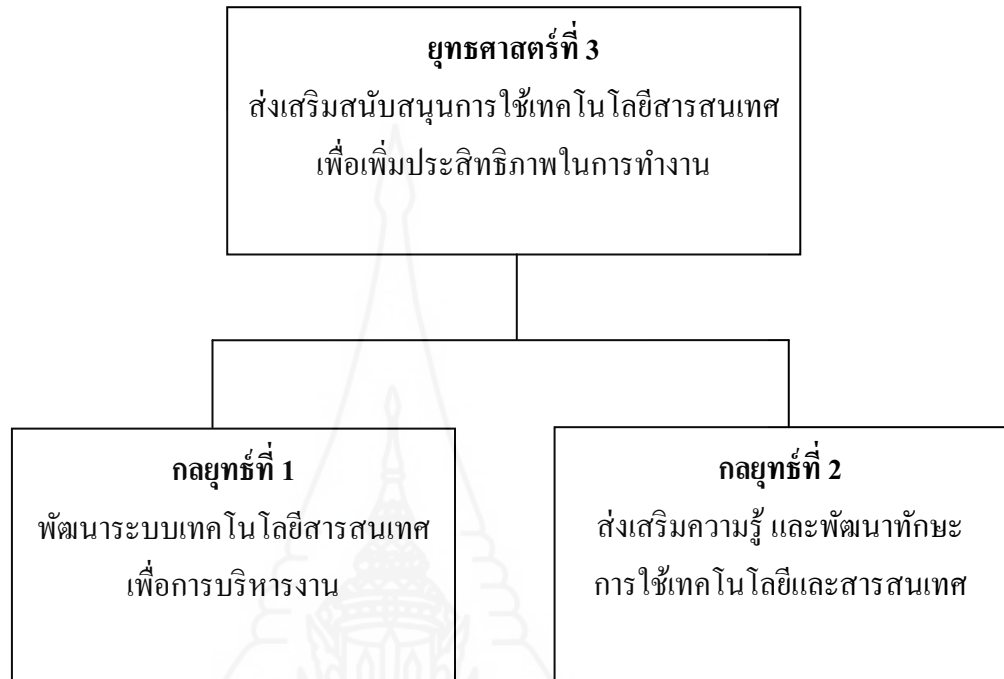 ยุทธศาสตร์ที่ 3
ส่งเสริมสนับสนุนการใช้เทคโนโลยีสารสนเทศ
เพื่อเพิ่มประสิทธิภาพในการทำงาน
กลยุทธ์ที่ 1
พัฒนาระบบเทคโนโลยีสารสนเทศ
เพื่อการบริหารงาน
กลยุทธ์ที่ 2
ส่งเสริมความรู้ และพัฒนาทักษะ
การใช้เทคโนโลยีและสารสนเทศ